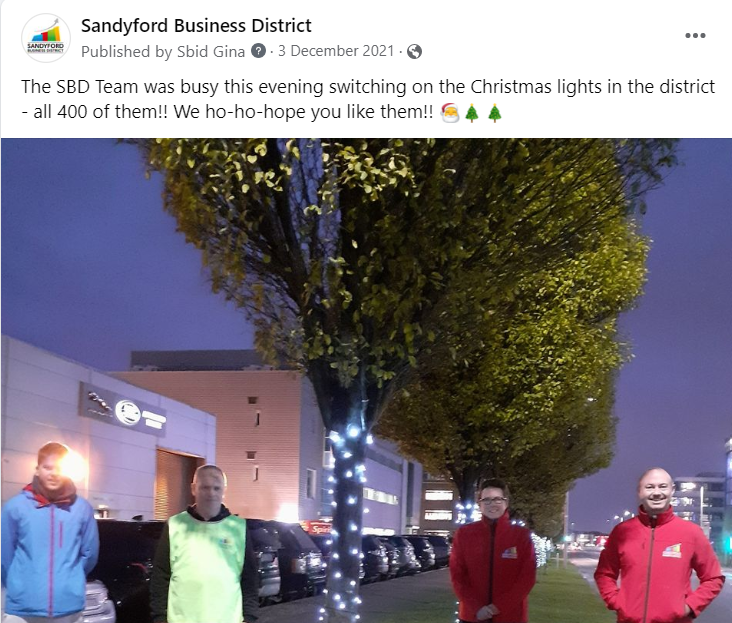 SANDYFORD
BUSINESS DISTRICT
Sandyford Business District
Published by Sbid Gina · 3 December 2021 ·
The SBD Team was busy this evening switching on the Christmas lights in the district
- all 400 of them!! We ho-ho-hope you like them!! 🎅🌲🌲